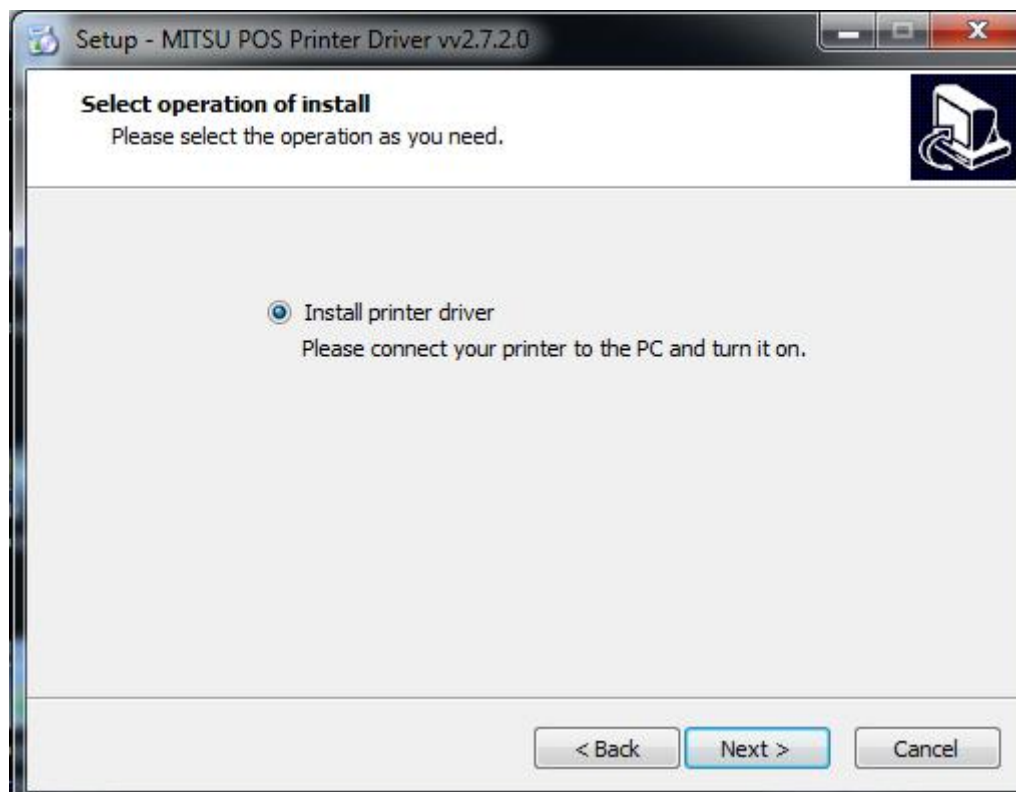 Setup - MITSU POS Printer Driver vv2.7.2.0
Select operation of install
Please select the operation as you need.
Install printer driver
Please connect your printer to the PC and turn it on.
< Back
Next >
Cancel